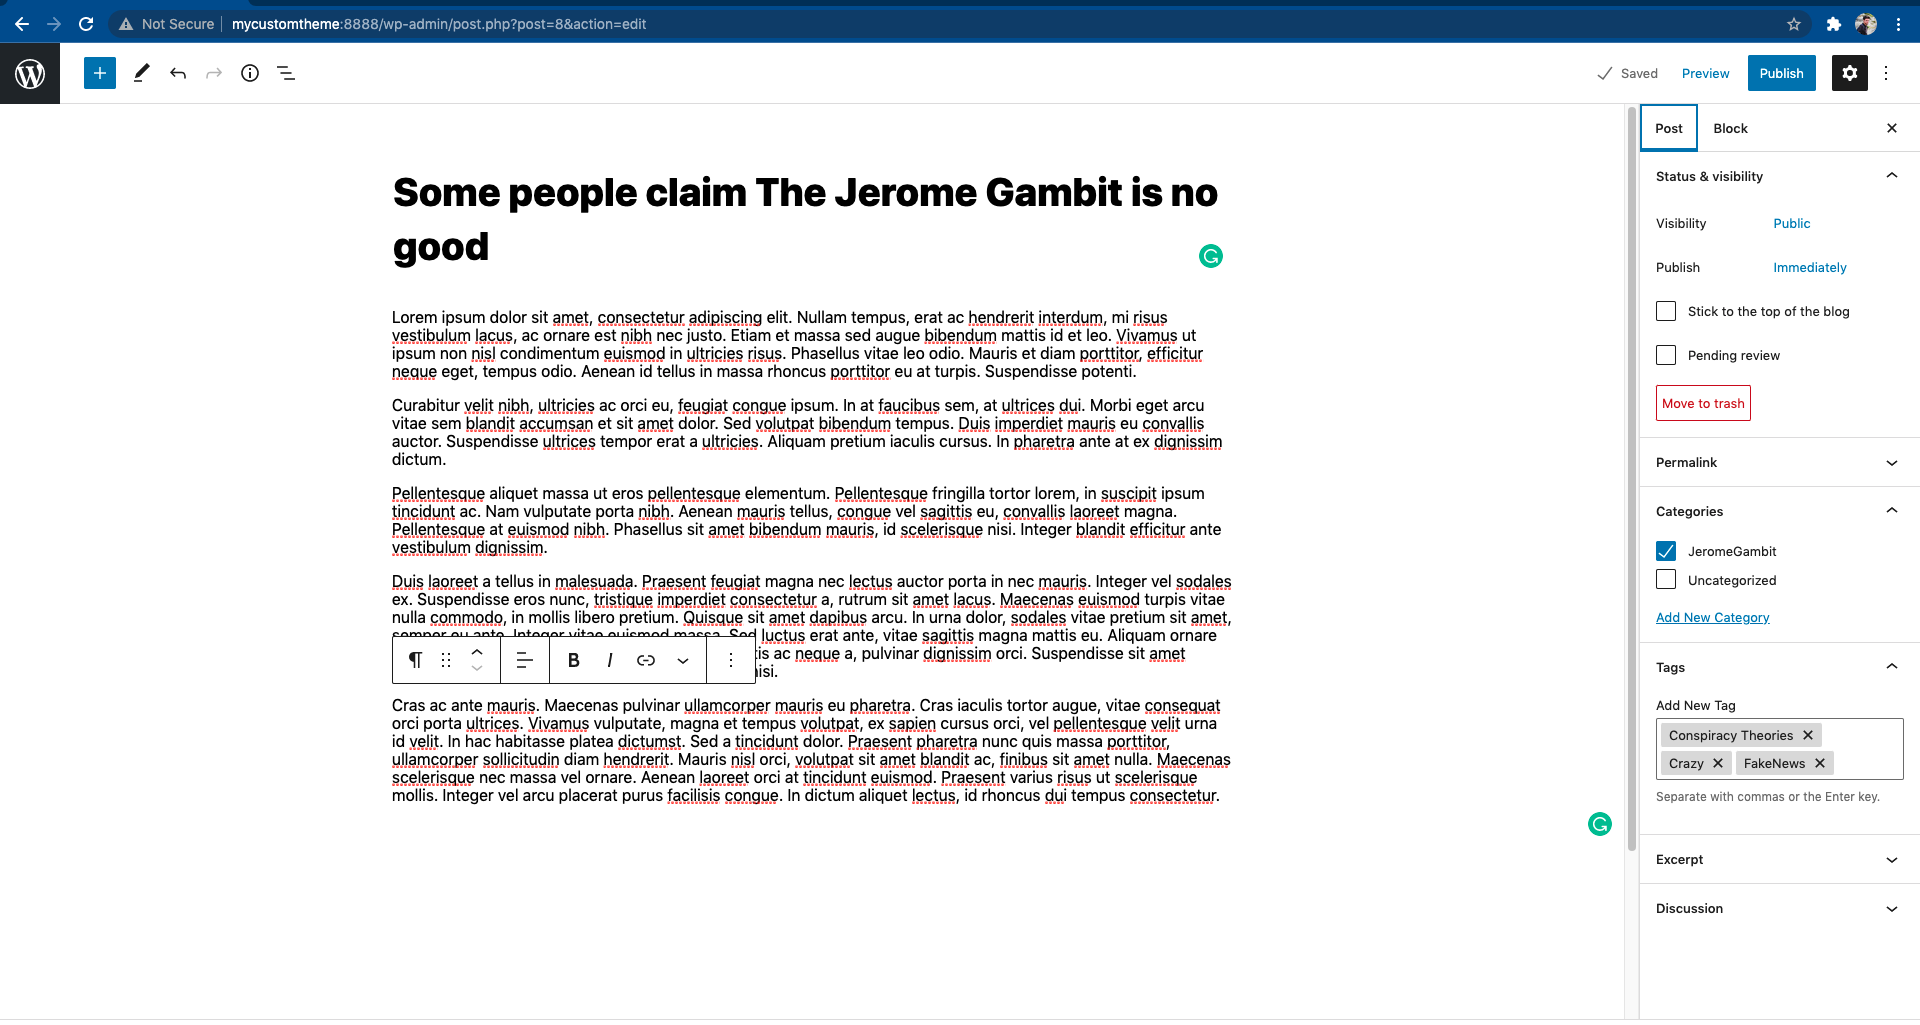 Not Secure mycustomtheme:8888/wp-admin/post.php?post=8&action=edit
Saved Preview Publish
Some people claim The Jerome Gambit is no
good
Lorem ipsum dolor sit amet, consectetur adipiscing elit. Nullam tempus, erat ac hendrerit interdum, mi risus
vestibulum lacus, ac ornare est nibh nec justo. Etiam et massa sed augue bibendum mattis id et leo. Vivamus ut
ipsum non nisl condimentum euismod in ultricies risus. Phasellus vitae leo odio. Mauris et diam porttitor, efficitur
neque eget, tempus odio. Aenean id tellus in massa rhoncus porttitor eu at turpis. Suspendisse potenti.
Curabitur velit nibh, ultricies ac orci eu, feugiat congue ipsum. In at faucibus sem, at ultrices dui. Morbi eget arcu
vitae sem blandit accumsan et sit amet dolor. Sed volutpat bibendum tempus. Duis imperdiet mauris eu convallis
auctor. Suspendisse ultrices tempor erat a ultricies. Aliquam pretium iaculis cursus. In pharetra ante at ex dignissim
dictum.
Pellentesque aliquet massa ut eros pellentesque elementum. Pellentesque fringilla tortor lorem, in suscipit ipsum
tincidunt ac. Nam vulputate porta nibh. Aenean mauris tellus, congue vel sagittis eu, convallis laoreet magna.
Pellentesque at euismod nibh. Phasellus sit amet bibendum mauris, id scelerisque nisi. Integer blandit efficitur ante
vestibulum dignissim.
Duis laoreet a tellus in malesuada. Praesent feugiat magna nec lectus auctor porta in nec mauris. Integer vel sodales
ex. Suspendisse eros nunc, tristique imperdiet consectetur a, rutrum sit amet lacus. Maecenas euismod turpis vitae
nulla commodo, in mollis libero pretium. Quisque sit amet dapibus arcu. In urna dolor, sodales vitae pretium sit amet,
semper eu ante. Integer vitae euismod massa. Sed luctus erat ante, vitae sagittis magna mattis eu. Aliquam ornare
ac neque a, pulvinar dignissim orci. Suspendisse sit amet
B I
Cras ac ante mauris. Maecenas pulvinar ullamcorper mauris eu pharetra. Cras iaculis tortor augue, vitae consequat
orci porta ultrices. Vivamus vulputate, magna et tempus volutpat, ex sapien cursus orci, vel pellentesque velit urna
id velit. In hac habitasse platea dictumst. Sed a tincidunt dolor. Praesent pharetra nunc quis massa porttitor,
ullamcorper sollicitudin diam hendrerit. Mauris nisl orci, volutpat sit amet blandit ac, finibus sit amet nulla. Maecenas
scelerisque nec massa vel ornare. Aenean laoreet orci at tincidunt euismod. Praesent varius risus ut scelerisque
mollis. Integer vel arcu placerat purus facilisis congue. In dictum aliquet lectus, id rhoncus dui tempus consectetur.
Post Block
Status & visibility
Visibility Public
Publish Immediately
Stick to the top of the blog
Pending review
Move to trash
Permalink
Categories
JeromeGambit
Uncategorized
Add New Category
Tags
Add New Tag
Conspiracy Theories
Crazy FakeNews
Separate with commas or the Enter key.
Excerpt
Discussion